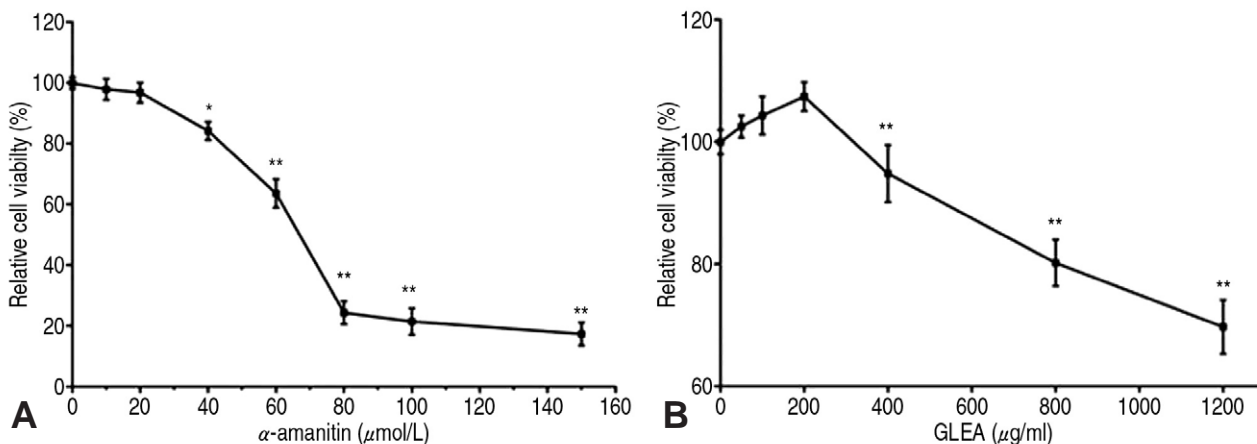 120
100
80
60
40
20
0
Relative cell viabilty (%)
*
**
**
**
**
0 20 40 60 80 100 120 140 160
α-amanitin (μmol/L)
A
120
100
80
60
Relative cell viability (%)
**
**
**
0 200 400 600 800 1000 1200
GLEA (μg/ml)
B